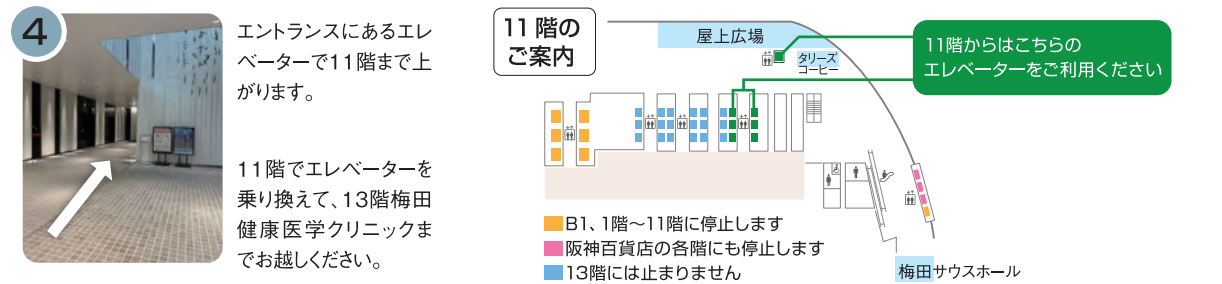 4
エントランスにあるエレ
ベーターで11階まで上
がります。
11階でエレベーターを
乗り換えて、13階梅田
健康医学クリニックま
でお越しください。
11階の
ご案内
屋上広場
タリーズ
コーヒー
11階からはこちらの
エレベーターをご利用ください
B1、1階～11階に停止します
阪神百貨店の各階にも停止します
13階には止まりません
梅田サウスホール